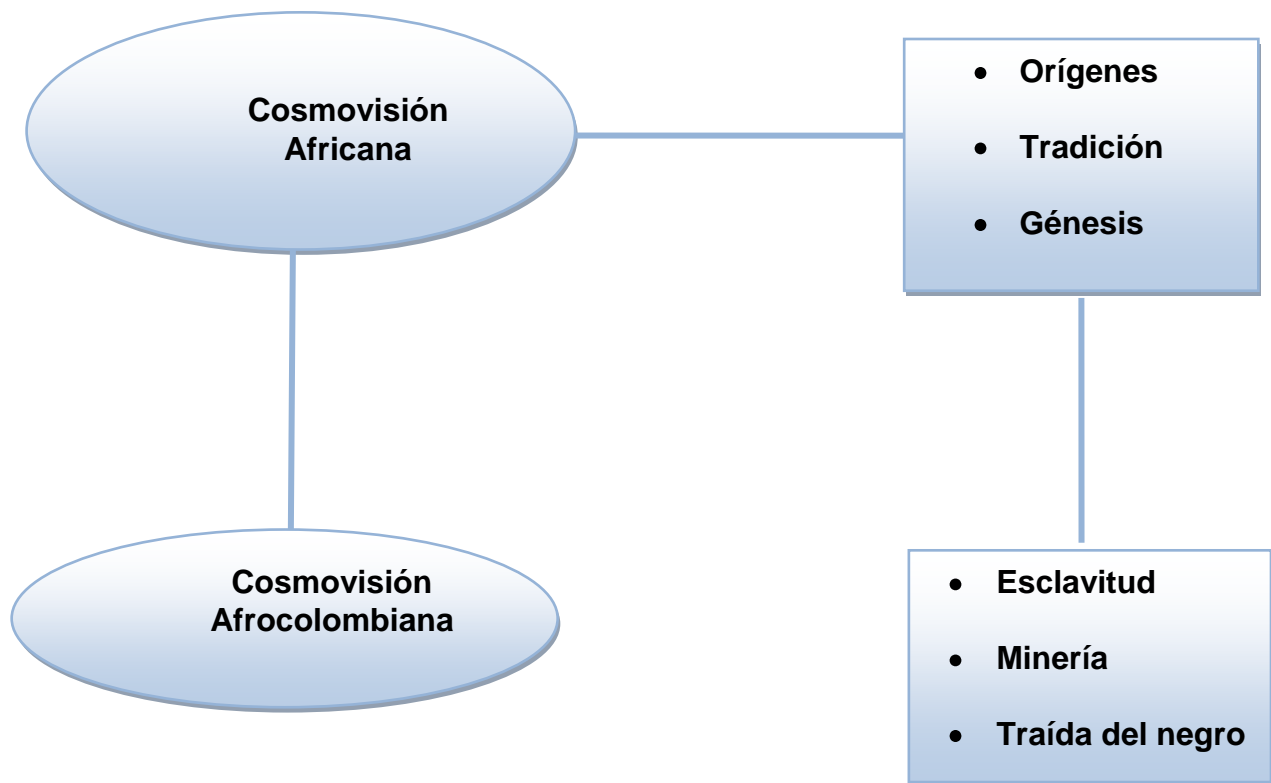 Cosmovisión
Africana
• Orígenes
• Tradición
• Génesis
Cosmovisión
Afrocolombiana
• Esclavitud
• Minería
• Traída del negro